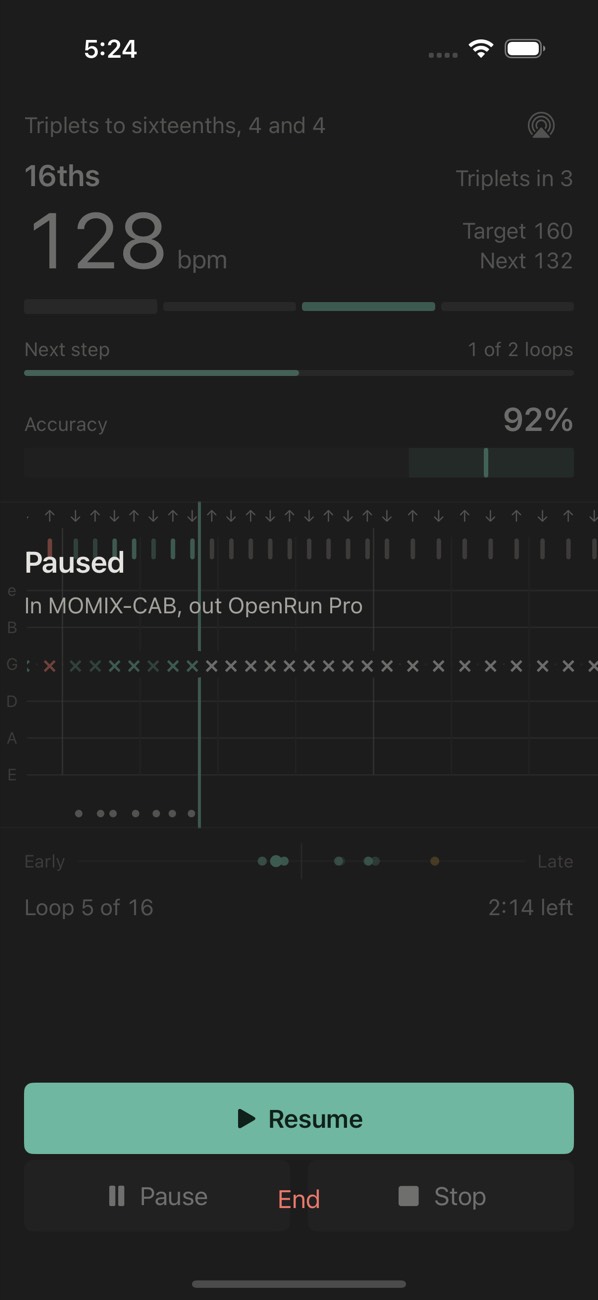 5:24
Triplets to sixteenths, 4 and 4
16ths
Triplets in 3
128 bpm
Target 160
Next 132
Next step
1 of 2 loops
Accuracy
92%
Paused
In MOMIX-CAB, out OpenRun Pro
e
B
G
D
A
E
Early
Late
Loop 5 of 16
2:14 left
Resume
Pause
End
Stop